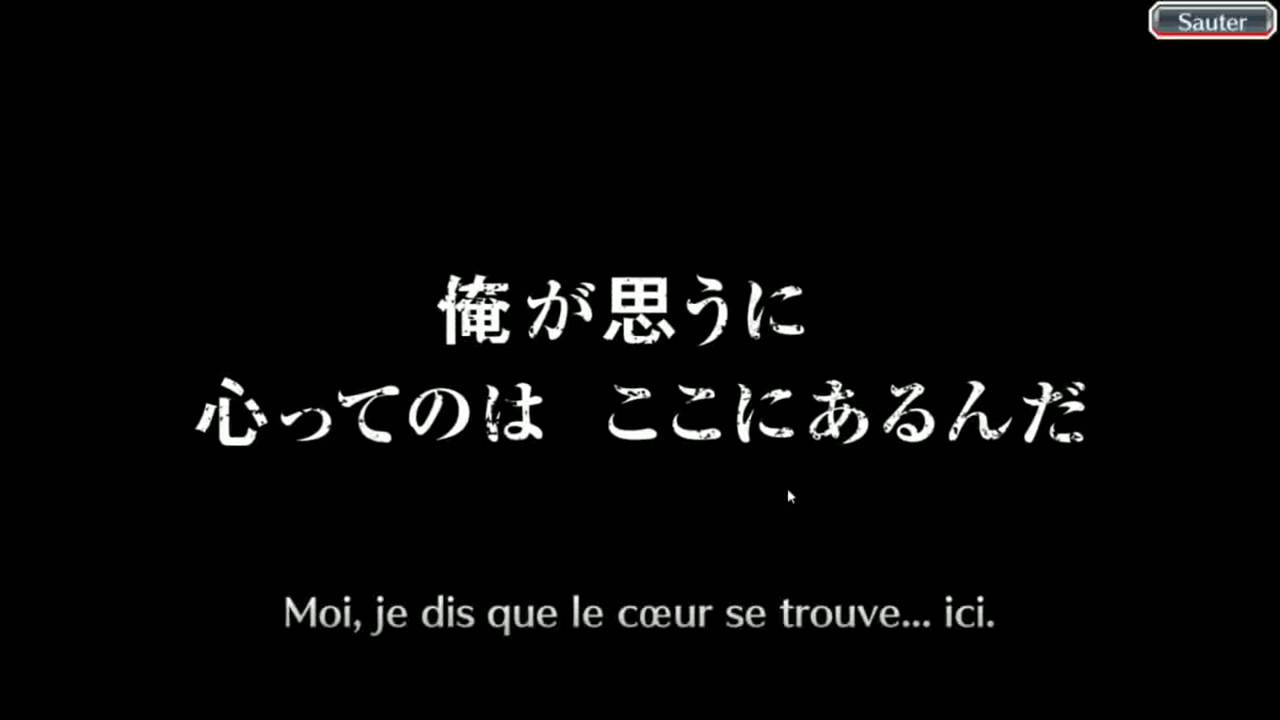 Sauter
俺が思うに
心ってのは ここにあるんだ
Moi, je dis que le cœur se trouve... ici.